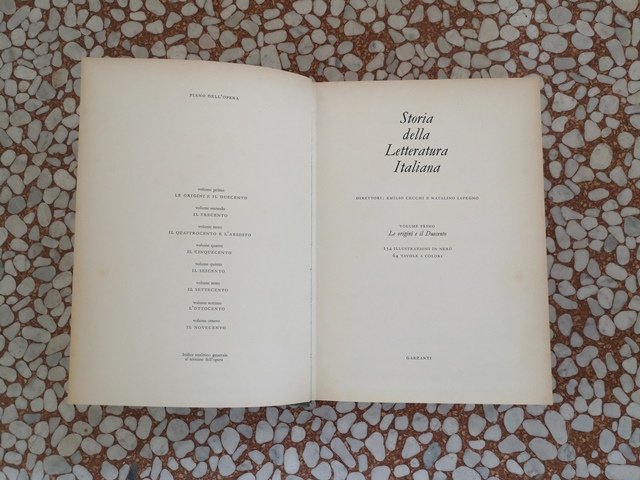 PIANO DELL'OPERA
volume primo
LE ORIGINI E IL DUECENTO
volume secondo
IL TRECENTO
volume terzo
IL QUATTROCENTO E L'ARIOSTO
volume quarto
IL CINQUECENTO
volume quinto
IL SEICENTO
volume sesto
IL SETTECENTO
volume settimo
L'OTTOCENTO
volume ottavo
IL NOVECENTO
Indice analitico generale
al termine dell'opera
Storia
della
Letteratura
Italiana
DIRETTORI: EMILIO CECCHI E NATALINO SAPEGNO
VOLUME PRIMO
Le origini e il Duecento
154 ILLUSTRAZIONI IN NERO
64 TAVOLE A COLORI
GARZANTI